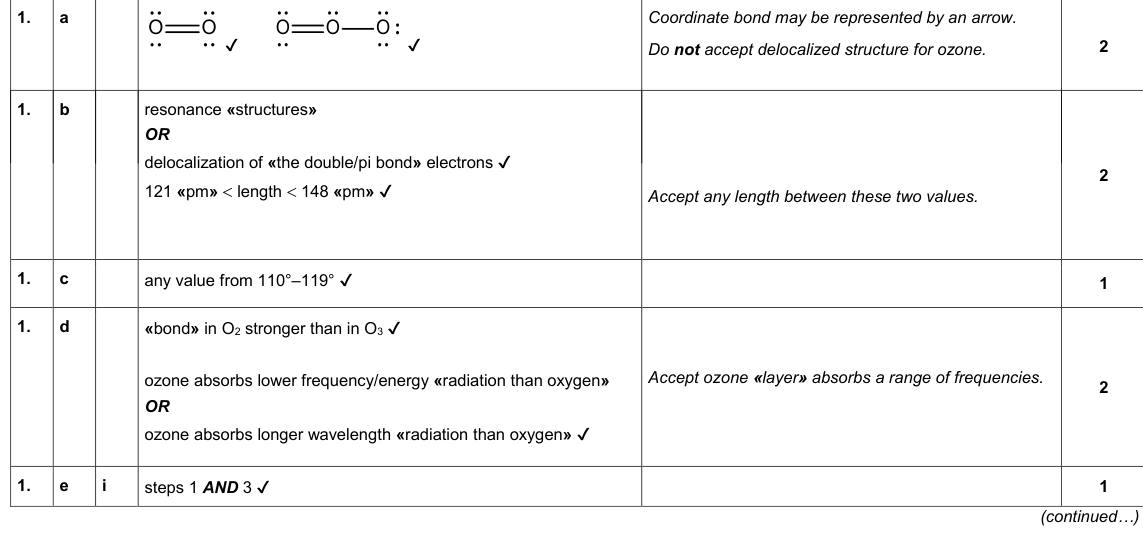 1. a Ö=Ö ✓ Ö=Ö—Ö: ✓ Coordinate bond may be represented by an arrow.
Do not accept delocalized structure for ozone. 2
1. b resonance «structures»
OR
delocalization of «the double/pi bond» electrons ✓
2
121 «pm» < length < 148 «pm» ✓ Accept any length between these two values.
1. c any value from 110°–119° ✓ 1
1. d «bond» in O₂ stronger than in O₃ ✓
ozone absorbs lower frequency/energy «radiation than oxygen» Accept ozone «layer» absorbs a range of frequencies. 2
OR
ozone absorbs longer wavelength «radiation than oxygen» ✓
1. e i steps 1 AND 3 ✓ 1
(continued…)